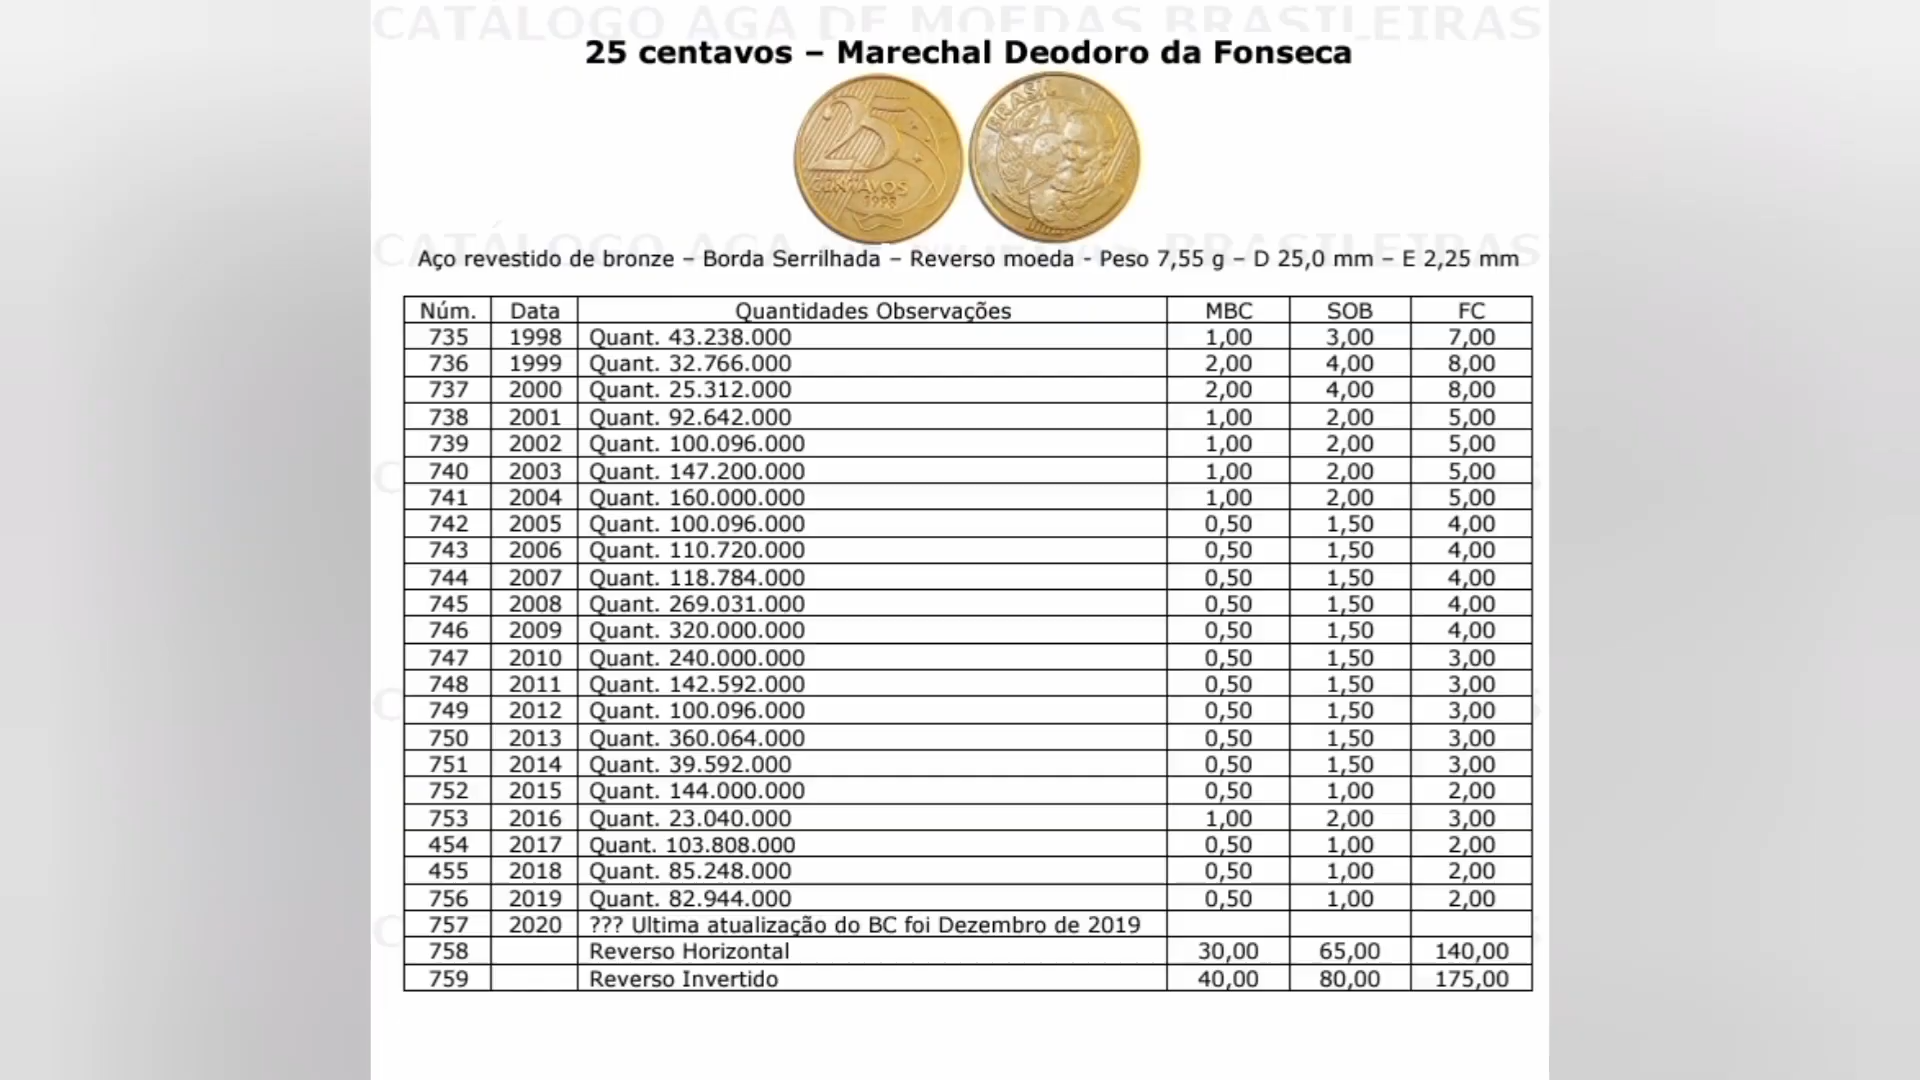 CATÁLOGO AGA DE MOEDAS BRASILEIRAS
25 centavos – Marechal Deodoro da Fonseca
25
CENTAVOS
1998
BRASIL
CATÁLOGO AGA DE MOEDAS BRASILEIRAS
Aço revestido de bronze – Borda Serrilhada – Reverso moeda - Peso 7,55 g – D 25,0 mm – E 2,25 mm
Núm. Data Quantidades Observações MBC SOB FC
735 1998 Quant. 43.238.000 1,00 3,00 7,00
736 1999 Quant. 32.766.000 2,00 4,00 8,00
737 2000 Quant. 25.312.000 2,00 4,00 8,00
738 2001 Quant. 92.642.000 1,00 2,00 5,00
739 2002 Quant. 100.096.000 1,00 2,00 5,00
740 2003 Quant. 147.200.000 1,00 2,00 5,00
741 2004 Quant. 160.000.000 1,00 2,00 5,00
742 2005 Quant. 100.096.000 0,50 1,50 4,00
743 2006 Quant. 110.720.000 0,50 1,50 4,00
744 2007 Quant. 118.784.000 0,50 1,50 4,00
745 2008 Quant. 269.031.000 0,50 1,50 4,00
746 2009 Quant. 320.000.000 0,50 1,50 4,00
747 2010 Quant. 240.000.000 0,50 1,50 3,00
748 2011 Quant. 142.592.000 0,50 1,50 3,00
749 2012 Quant. 100.096.000 0,50 1,50 3,00
750 2013 Quant. 360.064.000 0,50 1,50 3,00
751 2014 Quant. 39.592.000 0,50 1,50 3,00
752 2015 Quant. 144.000.000 0,50 1,00 2,00
753 2016 Quant. 23.040.000 1,00 2,00 3,00
454 2017 Quant. 103.808.000 0,50 1,00 2,00
455 2018 Quant. 85.248.000 0,50 1,00 2,00
756 2019 Quant. 82.944.000 0,50 1,00 2,00
757 2020 ??? Ultima atualização do BC foi Dezembro de 2019
758 Reverso Horizontal 30,00 65,00 140,00
759 Reverso Invertido 40,00 80,00 175,00